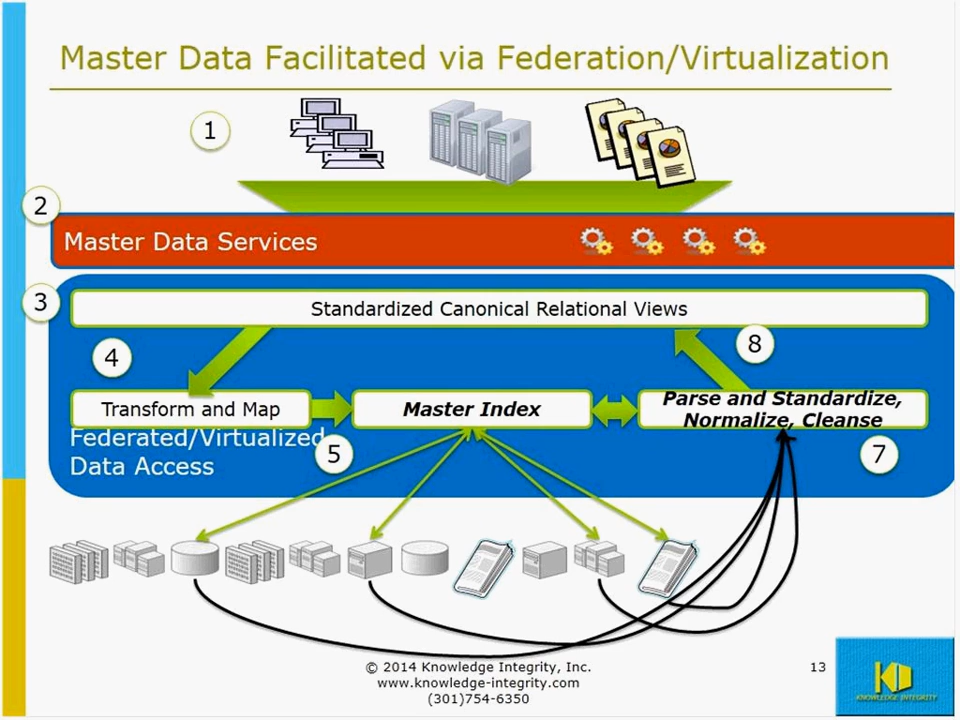 Master Data Facilitated via Federation/Virtualization
1
2
Master Data Services
3
Standardized Canonical Relational Views
4
8
Transform and Map
Master Index
Parse and Standardize,
Normalize, Cleanse
Federated/Virtualized
Data Access
5
7
© 2014 Knowledge Integrity, Inc.
www.knowledge-integrity.com
(301)754-6350
13
KNOWLEDGE INTEGRITY